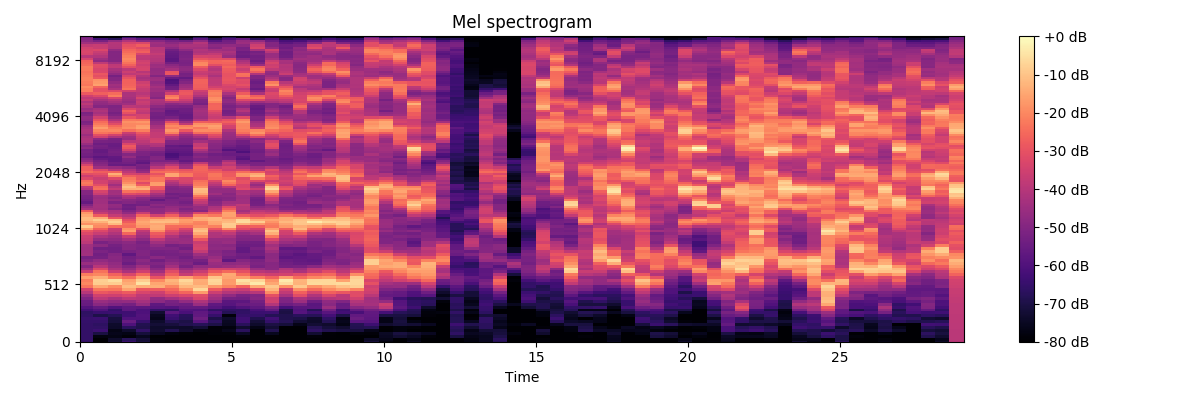 Mel spectrogram
+0 dB
8192
-10 dB
-20 dB
4096
-30 dB
2048
-40 dB
Hz
-50 dB
1024
-60 dB
512
-70 dB
0
-80 dB
0 5 10 15 20 25
Time